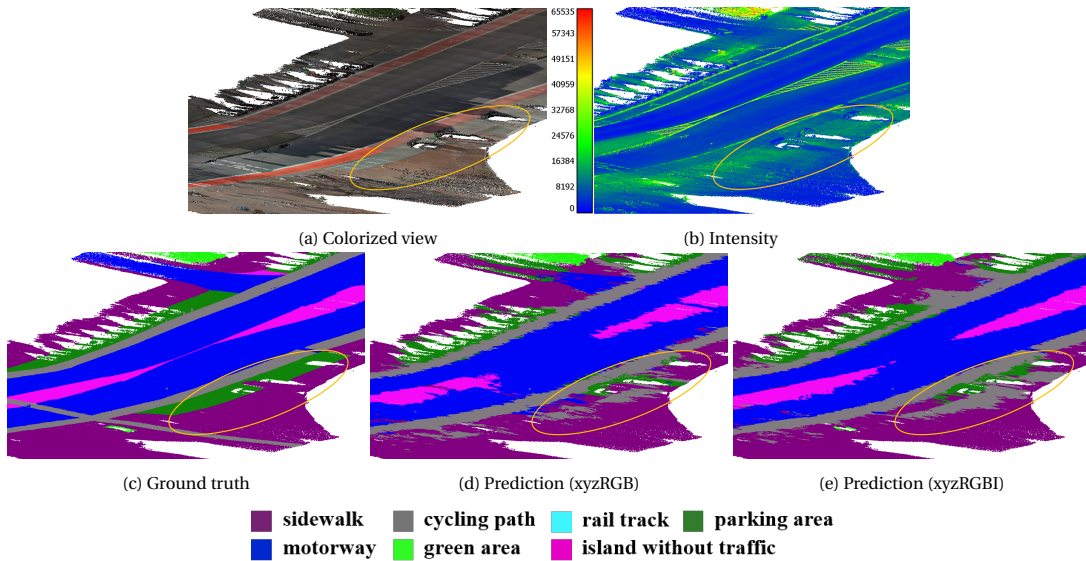 65535
57343
49151
40959
32768
24576
16384
8192
0
(a) Colorized view
(b) Intensity
(c) Ground truth
(d) Prediction (xyzRGB)
(e) Prediction (xyzRGBI)
sidewalk cycling path rail track parking area
motorway green area island without traffic